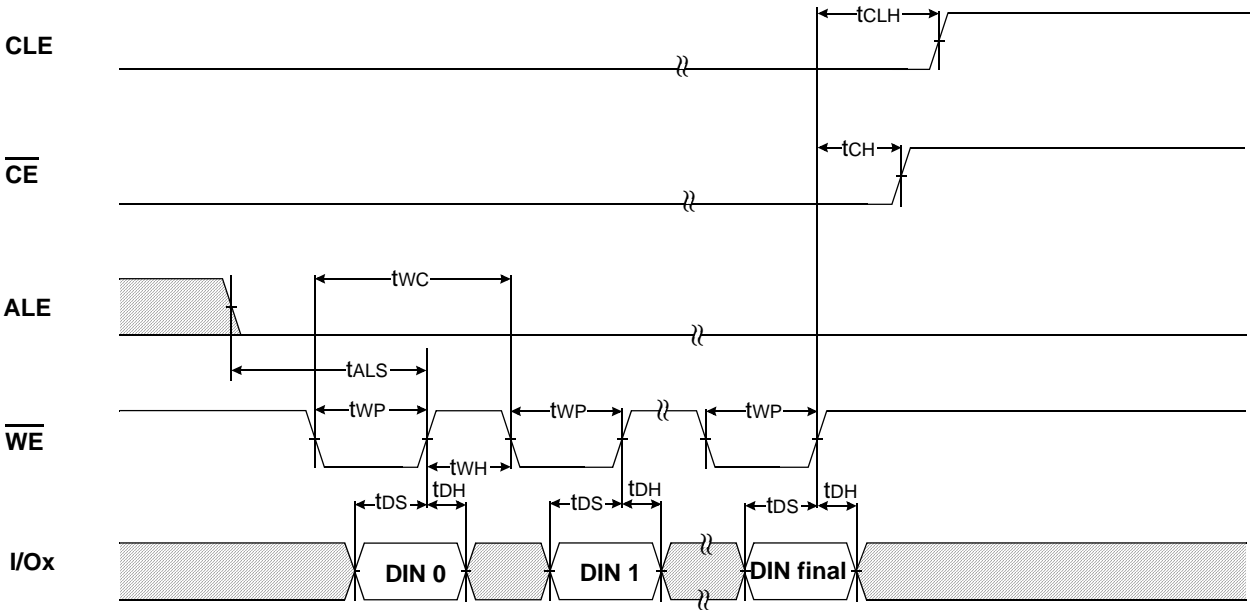 tCLH
CLE
tCH
CE
tWC
ALE
tALS
tWP tWP tWP
WE
tWH
tDS tDH tDS tDH tDS tDH
I/Ox DIN 0 DIN 1 DIN final